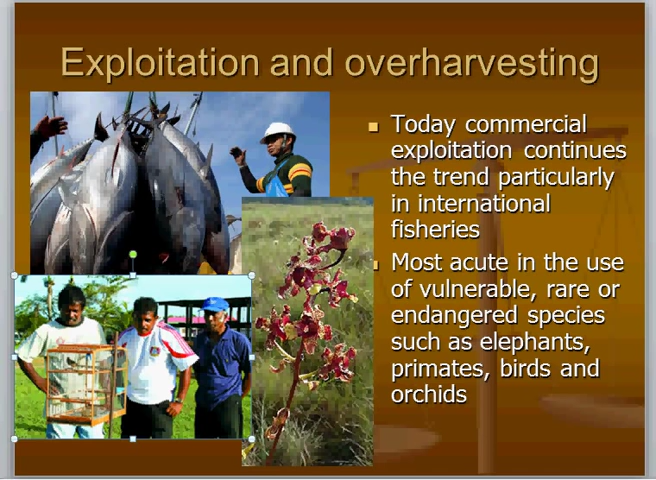 Exploitation and overharvesting
Today commercial
exploitation continues
the trend particularly
in international
fisheries
Most acute in the use
of vulnerable, rare or
endangered species
such as elephants,
primates, birds and
orchids